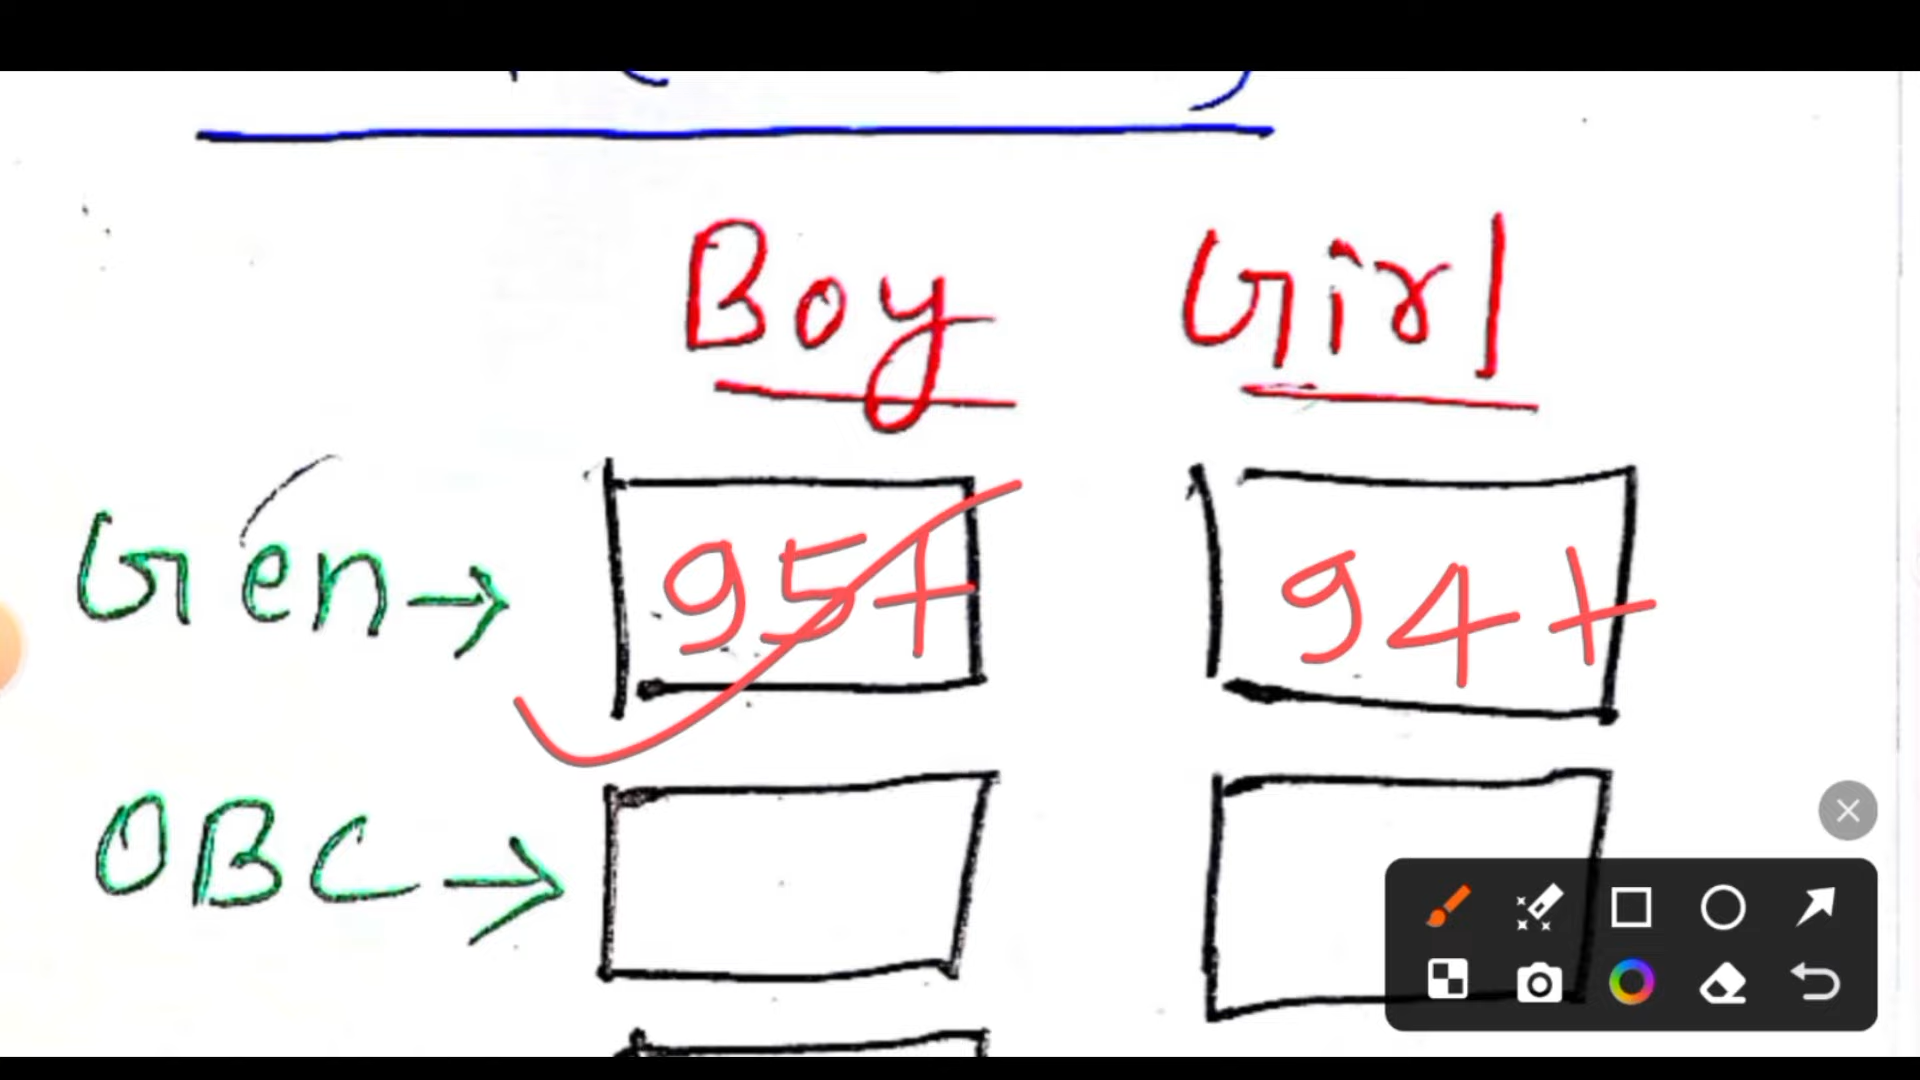 Boy Girl
Gen → 95+ 94+
OBC →